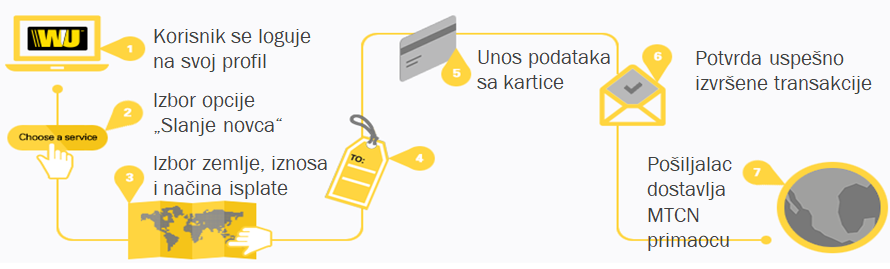 WU
1
Korisnik se loguje
na svoj profil
2
Izbor opcije
„Slanje novca“
Choose a service
3
Izbor zemlje, iznosa
i načina isplate
TO:
4
5
Unos podataka
sa kartice
6
Potvrda uspešno
izvršene transakcije
7
Pošiljalac
dostavlja
MTCN
primaocu